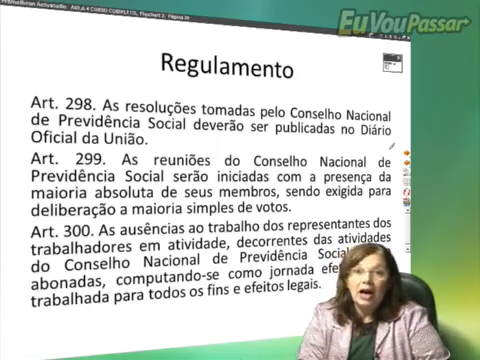 EuVouPassar
Regulamento
Art. 298. As resoluções tomadas pelo Conselho Nacional
de Previdência Social deverão ser publicadas no Diário
Oficial da União.
Art. 299. As reuniões do Conselho Nacional de
Previdência Social serão iniciadas com a presença da
maioria absoluta de seus membros, sendo exigida para
deliberação a maioria simples de votos.
Art. 300. As ausências ao trabalho dos representantes dos
trabalhadores em atividade, decorrentes das atividades
do Conselho Nacional de Previdência Social
abonadas, computando-se como jornada
trabalhada para todos os fins e efeitos legais.